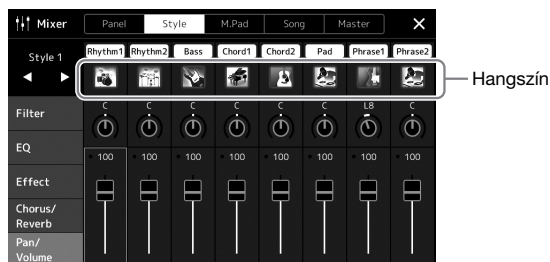 Mixer Panel Style M.Pad Song Master ×
Style 1 Rhythm1 Rhythm2 Bass Chord1 Chord2 Pad Phrase1 Phrase2
Hangszín
Filter C C C C C C L8 C
EQ
100 100 100 100 100 100 100 100
Effect
Chorus/
Reverb
Pan/
Volume